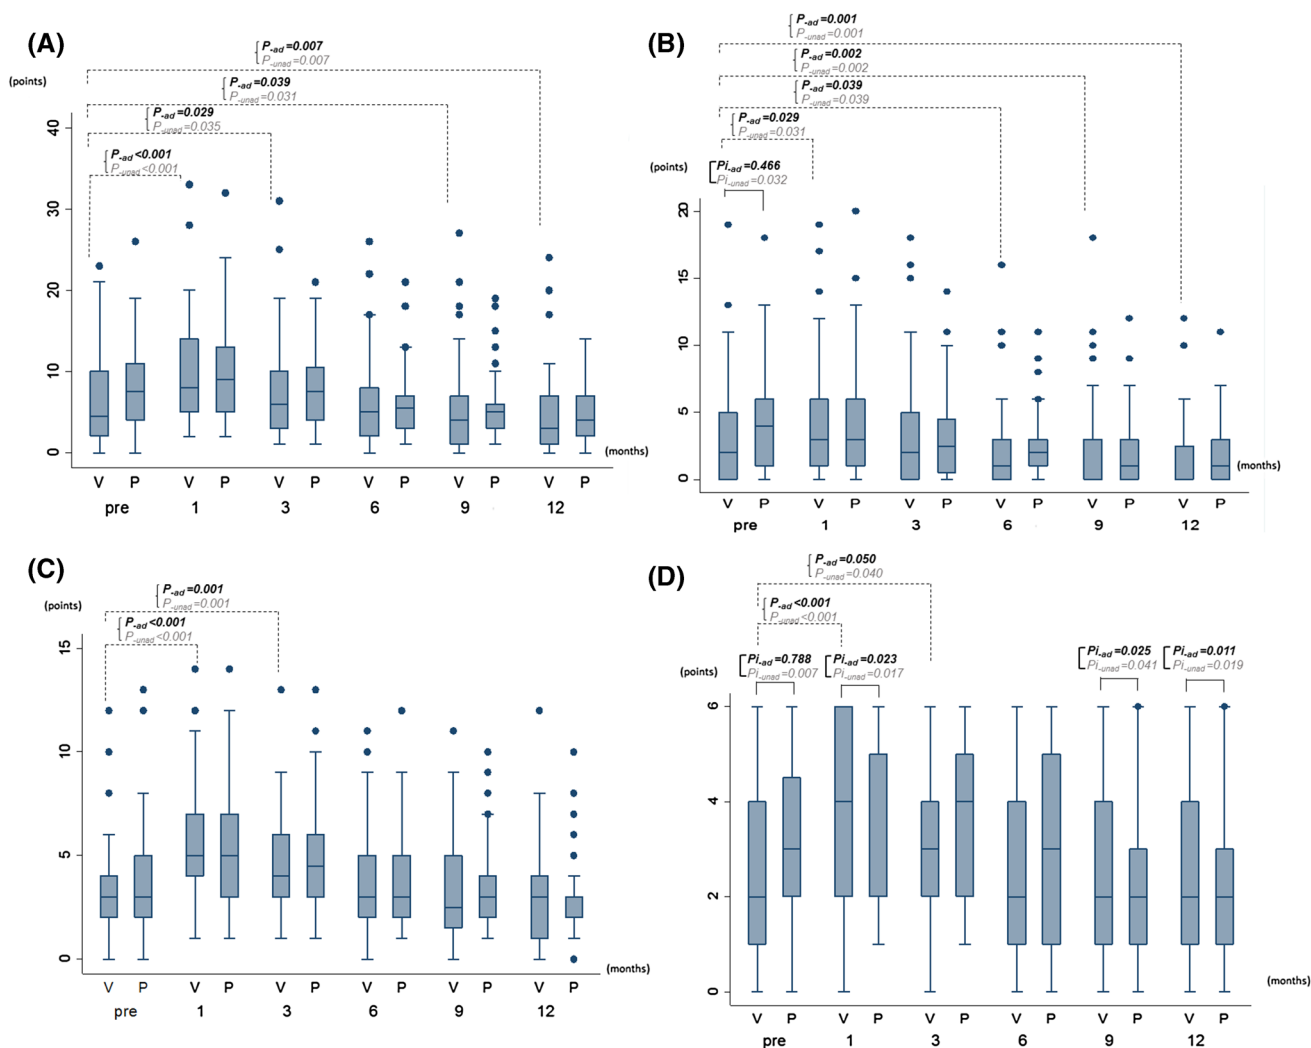 (A)
P-ad=0.007
P-unad=0.007
(points)
P-ad=0.039
P-unad=0.031
P-ad=0.029
P-unad=0.035
P-ad<0.001
P-unad<0.001
40
30
20
10
0
(months)
V P V P V P V P V P V P
pre 1 3 6 9 12
(B)
P-ad=0.001
P-unad=0.001
P-ad=0.002
P-unad=0.002
P-ad=0.039
P-unad=0.039
P-ad=0.029
P-unad=0.031
(points)
Pi-ad=0.466
Pi-unad=0.032
20
15
10
5
0
(months)
V P V P V P V P V P V P
pre 1 3 6 9 12
(C)
P-ad=0.001
P-unad=0.001
(points)
P-ad<0.001
P-unad<0.001
15
10
5
0
(months)
V P V P V P V P V P V P
pre 1 3 6 9 12
(D)
P-ad=0.050
P-unad=0.040
P-ad<0.001
P-unad<0.001
(points)
Pi-ad=0.788
Pi-unad=0.007
Pi-ad=0.023
Pi-unad=0.017
Pi-ad=0.025
Pi-unad=0.041
Pi-ad=0.011
Pi-unad=0.019
6
4
2
0
(months)
V P V P V P V P V P V P
pre 1 3 6 9 12